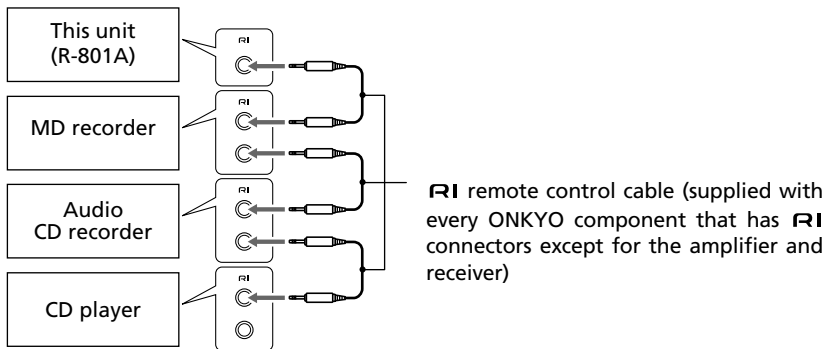 This unit
(R-801A)
RI
MD recorder
RI
Audio
CD recorder
RI
CD player
RI
RI remote control cable (supplied with
every ONKYO component that has RI
connectors except for the amplifier and
receiver)